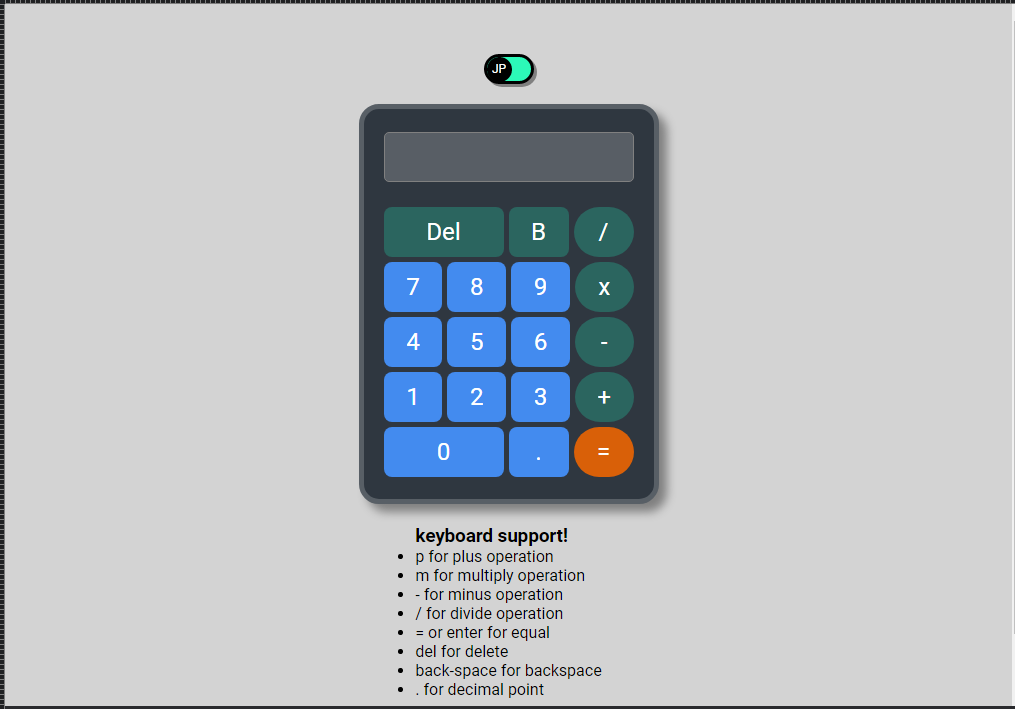 JP
Del B /
7 8 9 x
4 5 6 -
1 2 3 +
0 . =
keyboard support!
• p for plus operation
• m for multiply operation
• - for minus operation
• / for divide operation
• = or enter for equal
• del for delete
• back-space for backspace
• . for decimal point